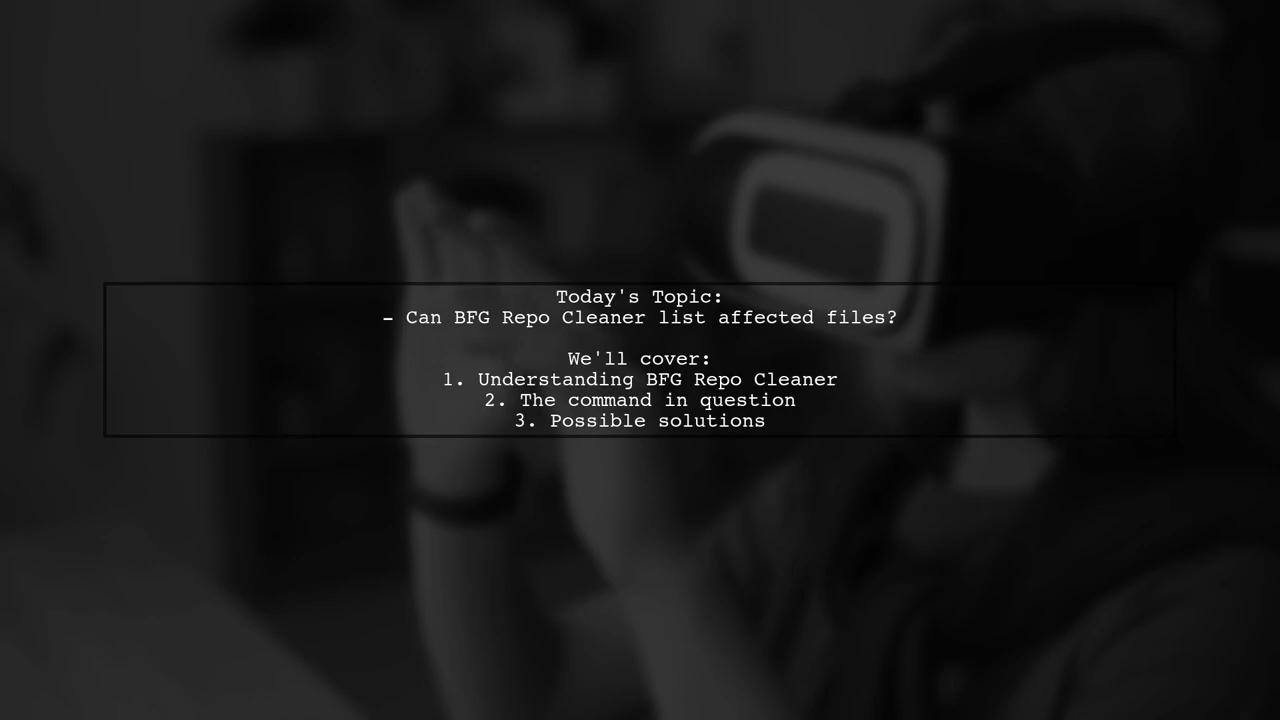 Today's Topic:
- Can BFG Repo Cleaner list affected files?
We'll cover:
1. Understanding BFG Repo Cleaner
2. The command in question
3. Possible solutions